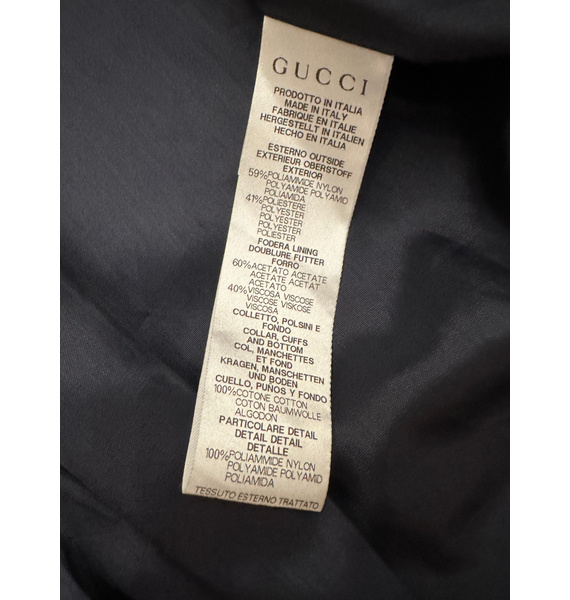 GUCCI
PRODOTTO IN ITALIA
MADE IN ITALY
FABRIQUE EN ITALIE
HERGESTELLT IN ITALIEN
HECHO EN ITALIA
ESTERNO OUTSIDE
EXTERIEUR OBERSTOFF
EXTERIOR
59%POLIAMMIDE NYLON
POLYAMIDE POLYAMID
POLIAMIDA
41%POLIESTERE
POLYESTER
POLYESTER
POLYESTER
POLIESTER
FODERA LINING
DOUBLURE FUTTER
FORRO
60%ACETATO ACETATE
ACETATE ACETAT
ACETATO
40%VISCOSA VISCOSE
VISCOSE VISKOSE
VISCOSA
COLLETTO, POLSINI E
FONDO
COLLAR, CUFFS
AND BOTTOM
COL, MANCHETTES
ET FOND
KRAGEN, MANSCHETTEN
UND BODEN
CUELLO, PUÑOS Y FONDO
100%COTONE COTTON
COTON BAUMWOLLE
ALGODON
PARTICOLARE DETAIL
DETAIL DETAIL
DETALLE
100%POLIAMMIDE NYLON
POLYAMIDE POLYAMID
POLIAMIDA
TESSUTO ESTERNO TRATTATO